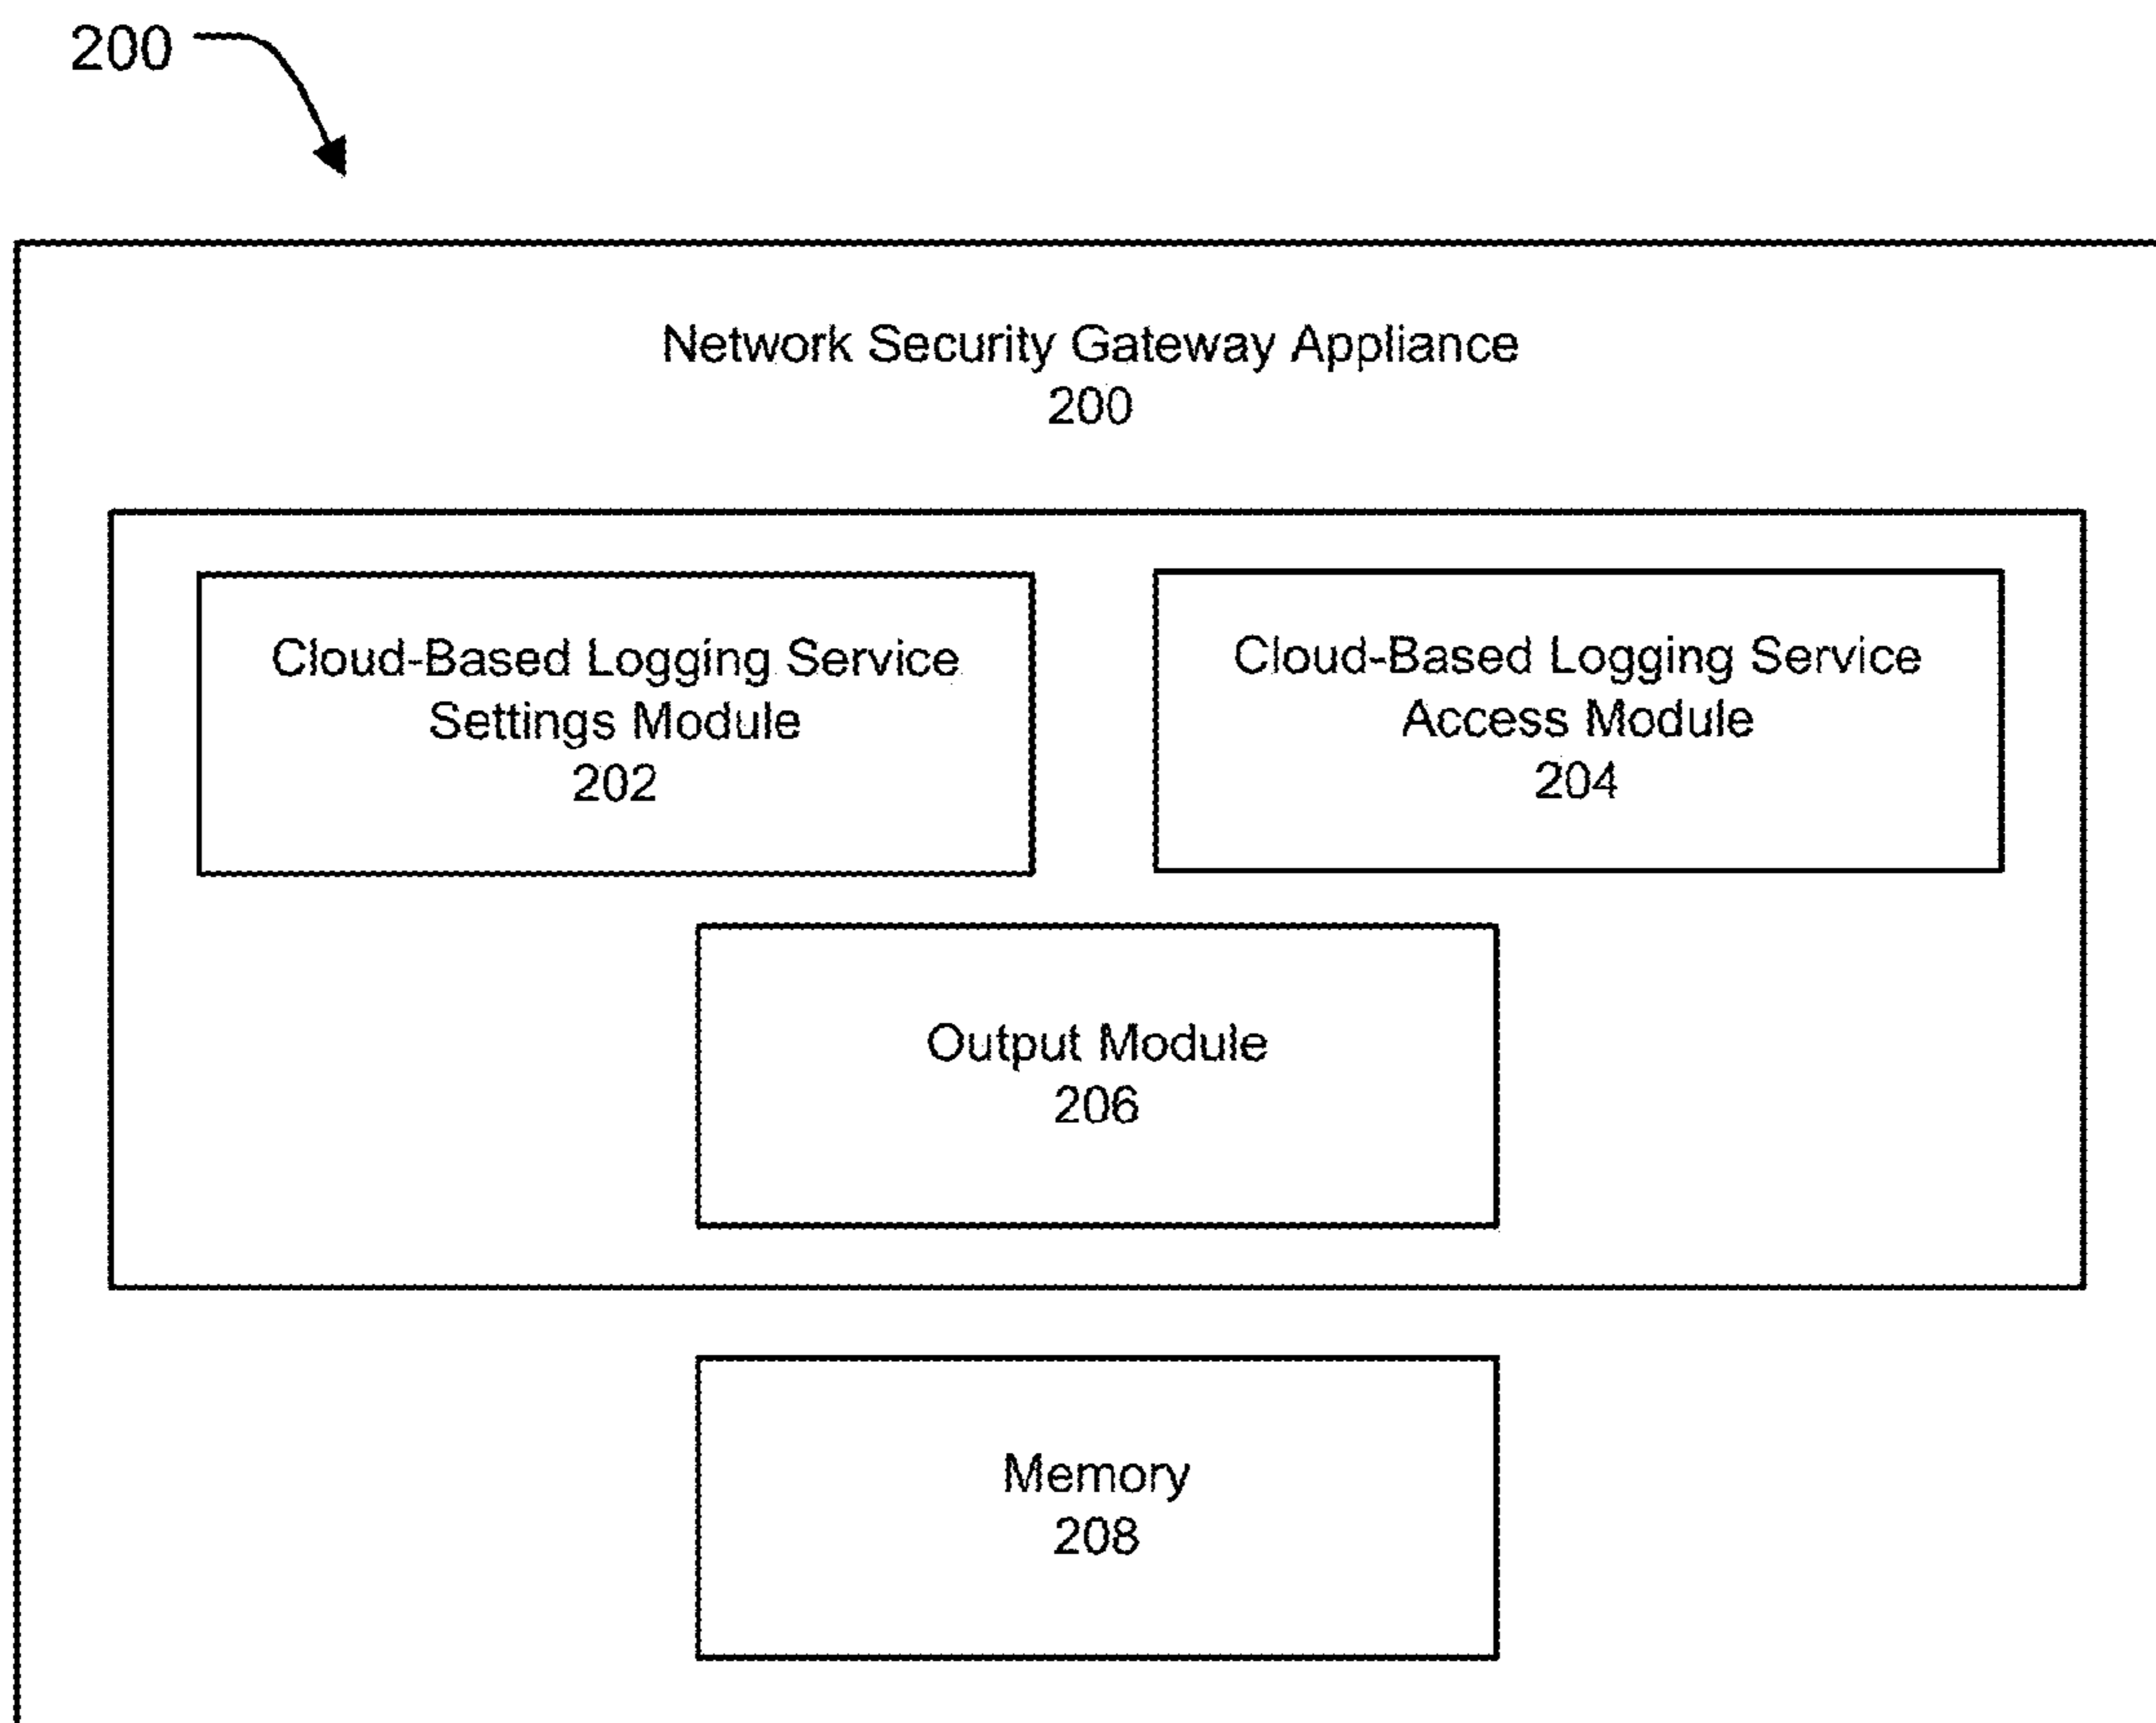 200
Network Security Gateway Appliance
200
Cloud-Based Logging Service
Settings Module
202
Cloud-Based Logging Service
Access Module
204
Output Module
206
Memory
208